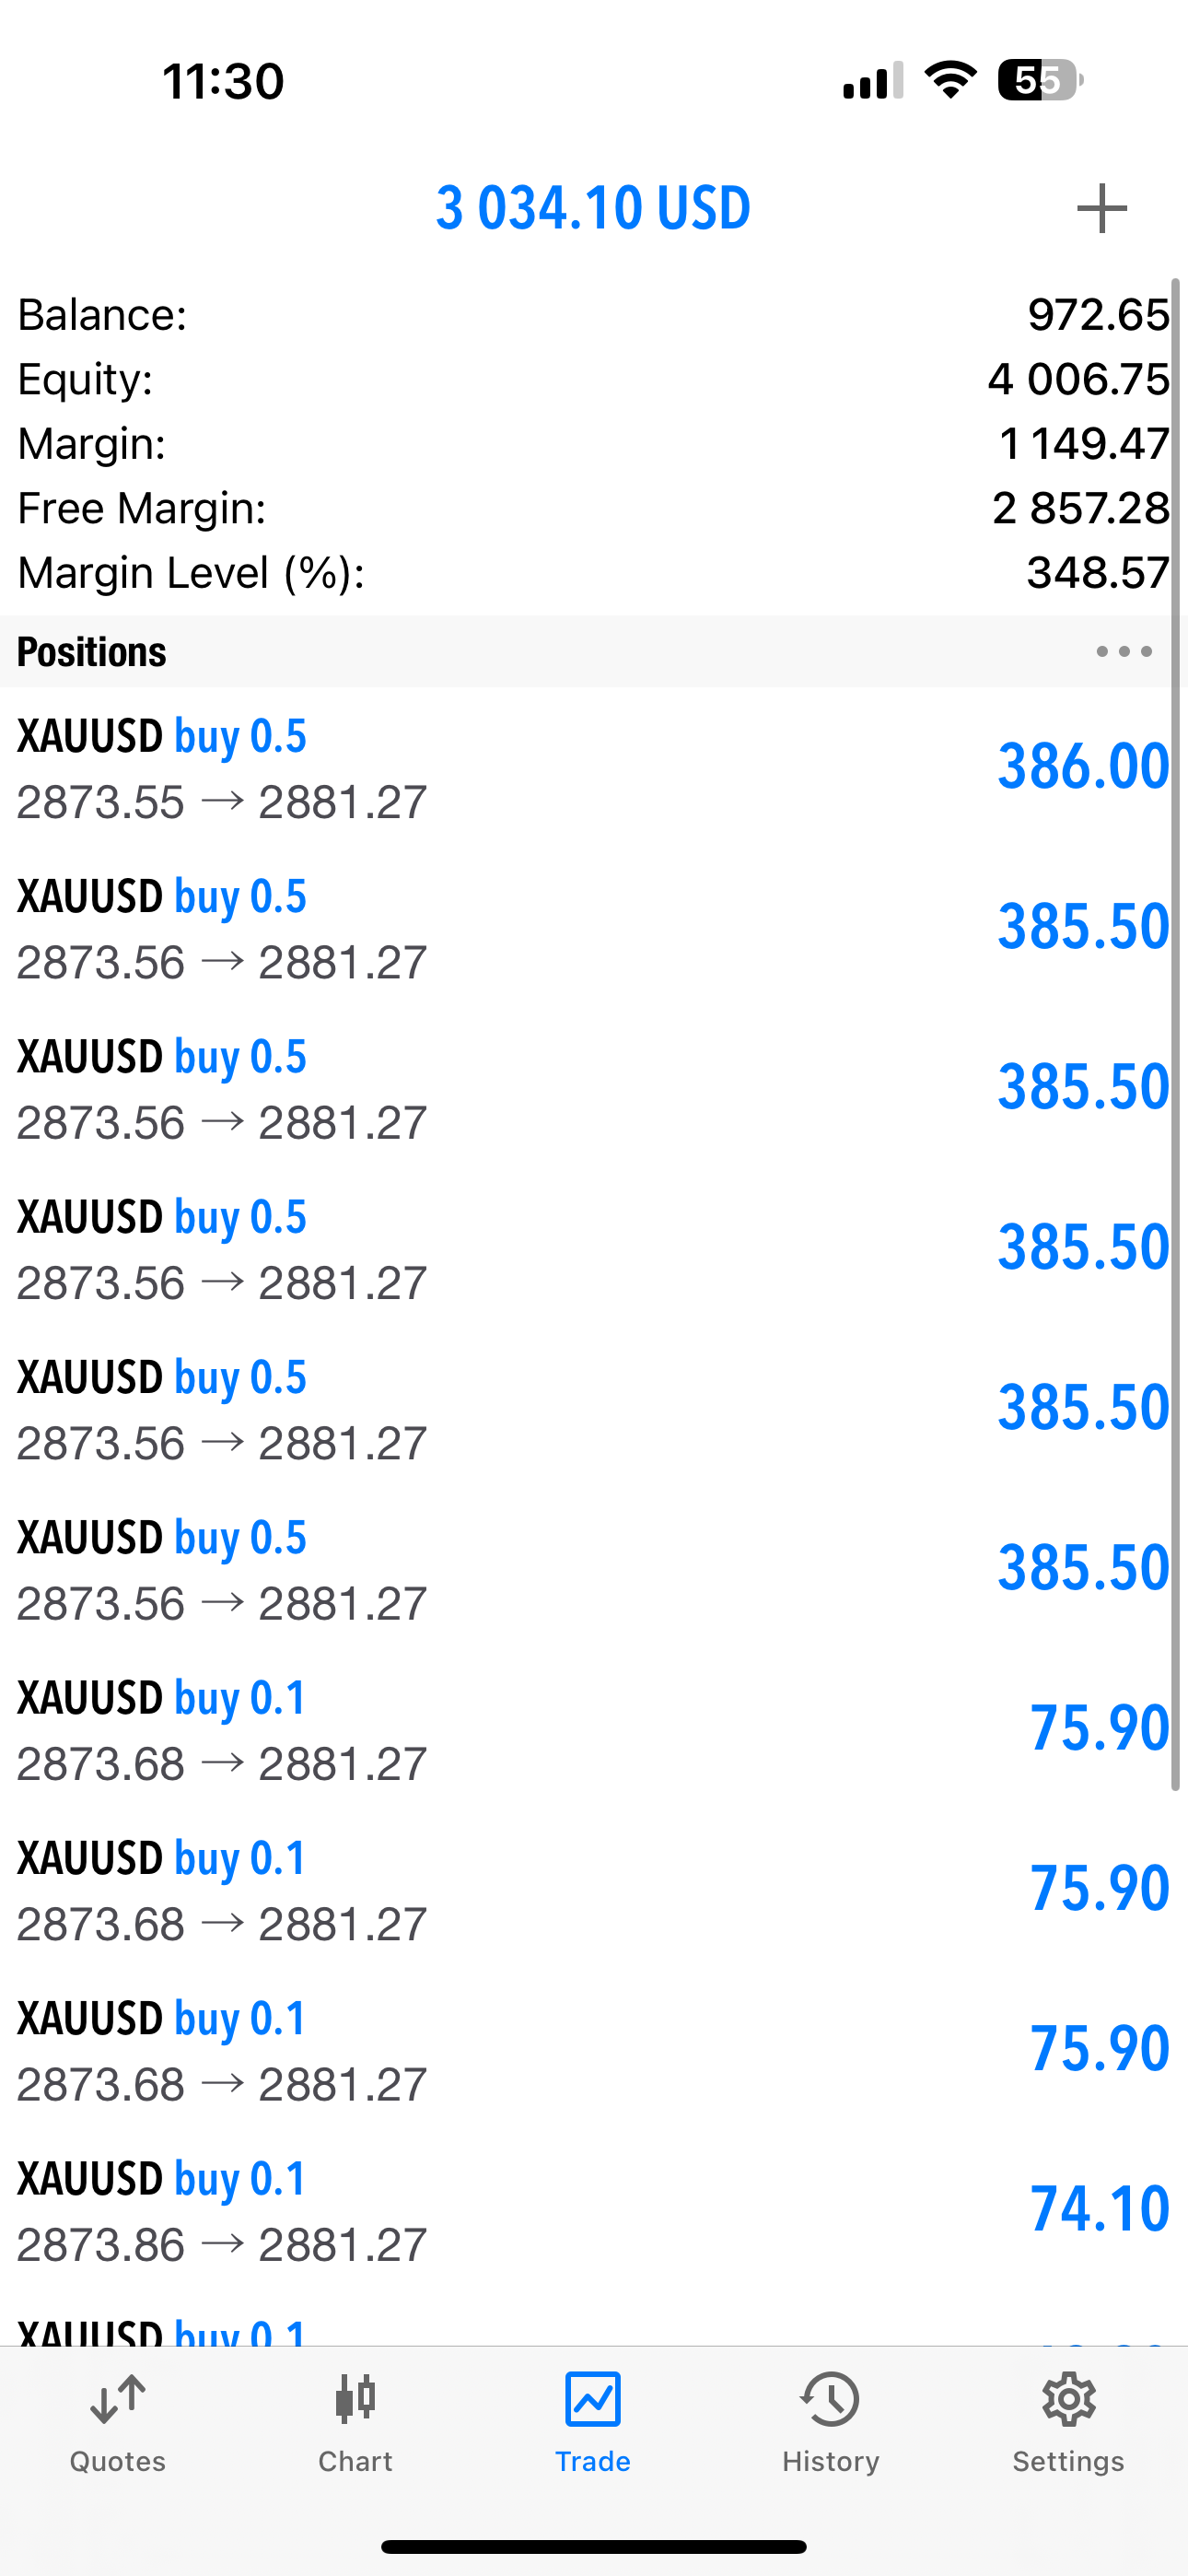 11:30
55
3 034.10 USD
Balance: 972.65
Equity: 4 006.75
Margin: 1 149.47
Free Margin: 2 857.28
Margin Level (%): 348.57
Positions
XAUUSD buy 0.5
386.00
2873.55 → 2881.27
XAUUSD buy 0.5
385.50
2873.56 → 2881.27
XAUUSD buy 0.5
385.50
2873.56 → 2881.27
XAUUSD buy 0.5
385.50
2873.56 → 2881.27
XAUUSD buy 0.5
385.50
2873.56 → 2881.27
XAUUSD buy 0.5
385.50
2873.56 → 2881.27
XAUUSD buy 0.1
75.90
2873.68 → 2881.27
XAUUSD buy 0.1
75.90
2873.68 → 2881.27
XAUUSD buy 0.1
75.90
2873.68 → 2881.27
XAUUSD buy 0.1
74.10
2873.86 → 2881.27
XAUUSD buy 0.1
Quotes
Chart
Trade
History
Settings